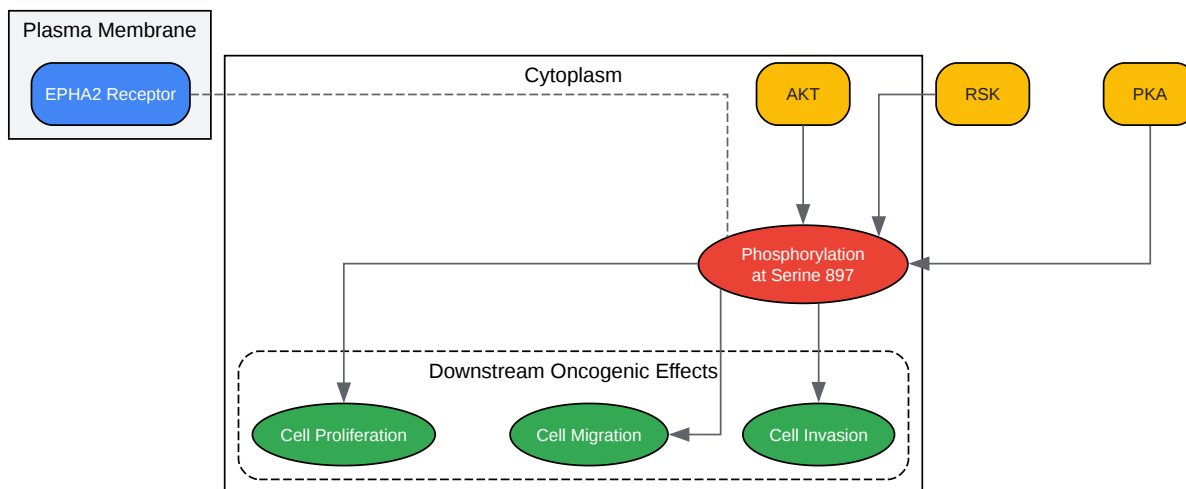 Plasma Membrane
EPHA2 Receptor
Cytoplasm
AKT
RSK
PKA
Phosphorylation
at Serine 897
Downstream Oncogenic Effects
Cell Proliferation
Cell Migration
Cell Invasion